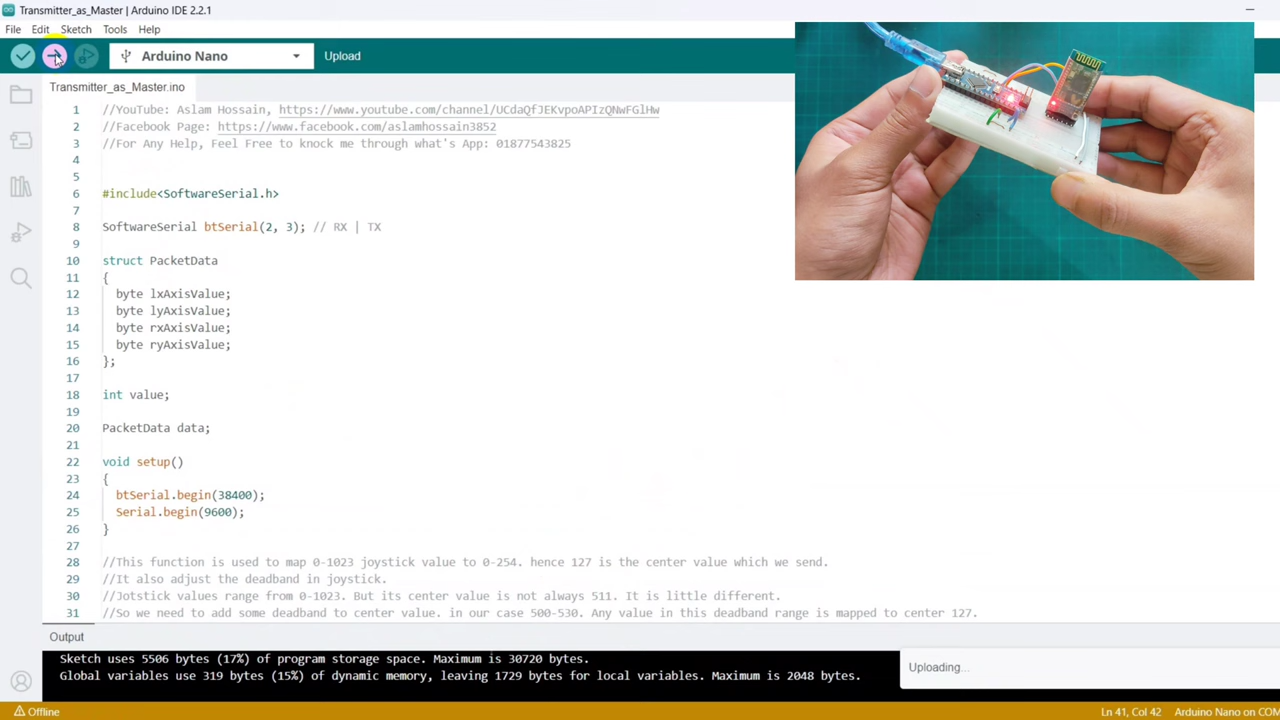 Transmitter_as_Master | Arduino IDE 2.2.1
File Edit Sketch Tools Help
Arduino Nano
Upload
Transmitter_as_Master.ino
1 //YouTube: Aslam Hossain, https://www.youtube.com/channel/UCdaQfJEKvpoAPIzQNwFGlHw
2 //Facebook Page: https://www.facebook.com/aslamhossain3852
3 //For Any Help, Feel Free to knock me through what's App: 01877543825
4
5
6 #include<SoftwareSerial.h>
7
8 SoftwareSerial btSerial(2, 3); // RX | TX
9
10 struct PacketData
11 {
12 byte lxAxisValue;
13 byte lyAxisValue;
14 byte rxAxisValue;
15 byte ryAxisValue;
16 };
17
18 int value;
19
20 PacketData data;
21
22 void setup()
23 {
24 btSerial.begin(38400);
25 Serial.begin(9600);
26 }
27
28 //This function is used to map 0-1023 joystick value to 0-254. hence 127 is the center value which we send.
29 //It also adjust the deadband in joystick.
30 //Jotstick values range from 0-1023. But its center value is not always 511. It is little different.
31 //So we need to add some deadband to center value. in our case 500-530. Any value in this deadband range is mapped to center 127.
Output
Sketch uses 5506 bytes (17%) of program storage space. Maximum is 30720 bytes.
Global variables use 319 bytes (15%) of dynamic memory, leaving 1729 bytes for local variables. Maximum is 2048 bytes.
Uploading...
Offline
Ln 41, Col 42 Arduino Nano on COM